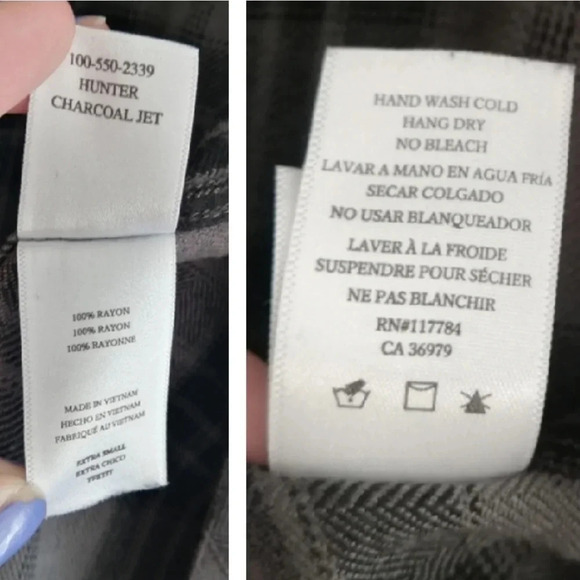 100-550-2339
HUNTER
CHARCOAL JET
100% RAYON
100% RAYON
100% RAYONNE
MADE IN VIETNAM
HECHO EN VIETNAM
FABRIQUÉ AU VIETNAM
EXTRA SMALL
EXTRA CHICO
HAND WASH COLD
HANG DRY
NO BLEACH
LAVAR A MANO EN AGUA FRÍA
SECAR COLGADO
NO USAR BLANQUEADOR
LAVER À LA FROIDE
SUSPENDRE POUR SÉCHER
NE PAS BLANCHIR
RN#117784
CA 36979